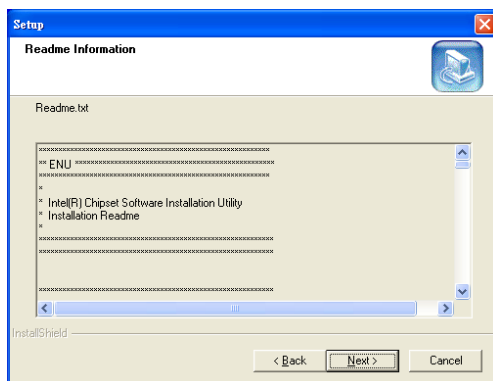 Setup
Readme Information
Readme.txt
************************************************************
** ENU ****************************************************
************************************************************
*
* Intel(R) Chipset Software Installation Utility
* Installation Readme
*
*************************************************************
*************************************************************
*************************************************************
InstallShield
< Back
Next >
Cancel